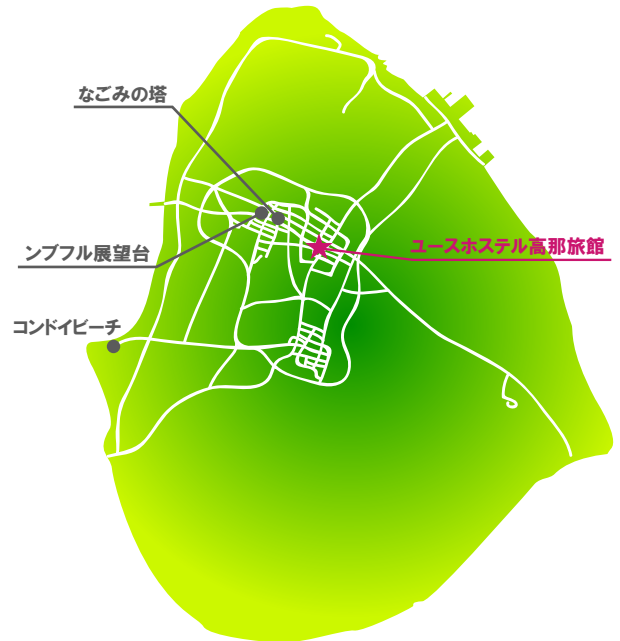 なごみの塔
ンブフル展望台
ユースホステル高那旅館
コンドイビーチ